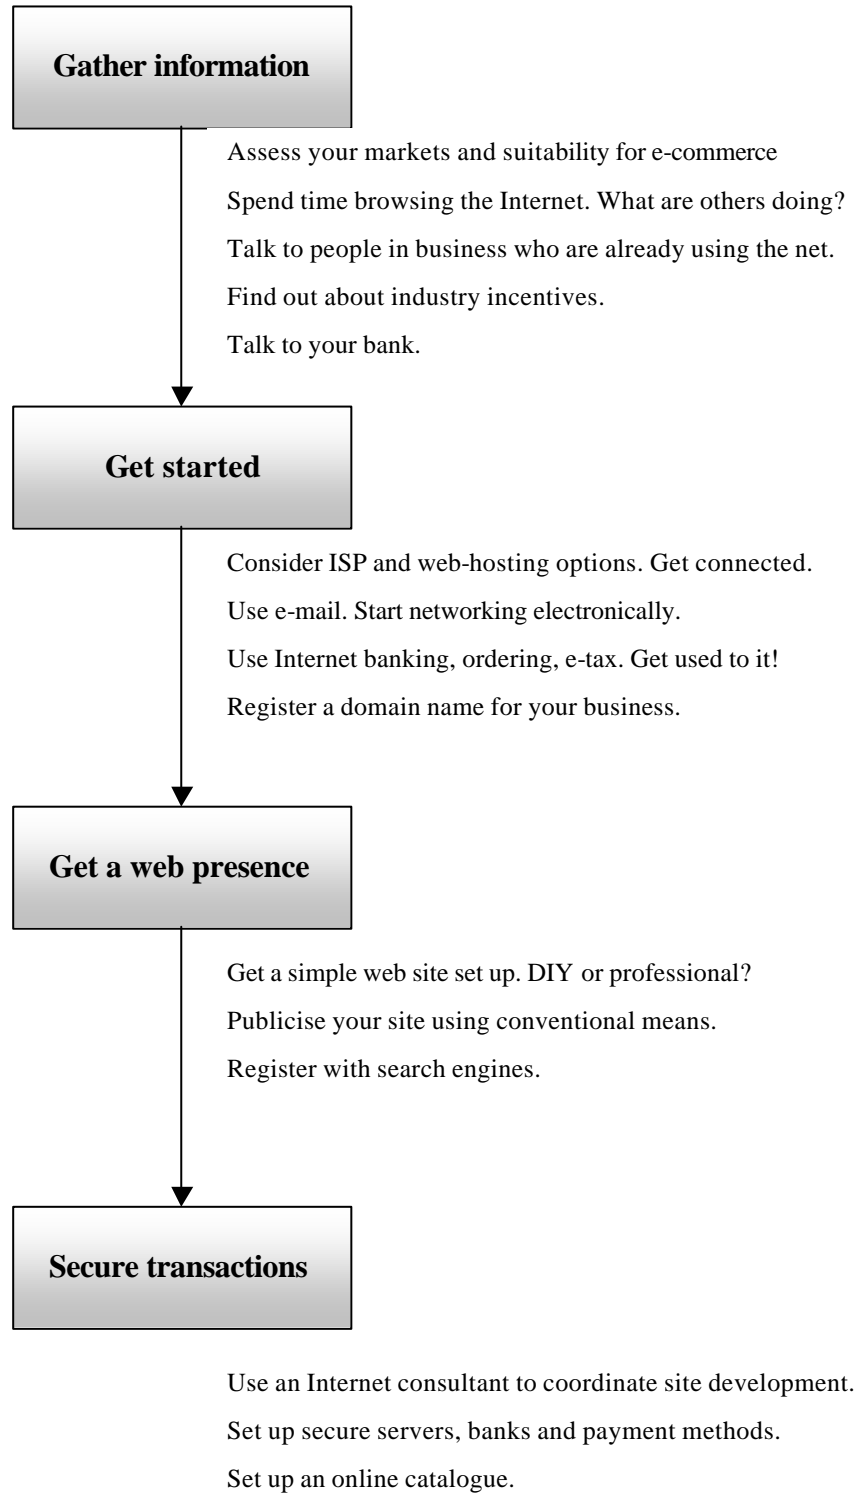 Gather information
Assess your markets and suitability for e-commerce
Spend time browsing the Internet. What are others doing?
Talk to people in business who are already using the net.
Find out about industry incentives.
Talk to your bank.
Get started
Consider ISP and web-hosting options. Get connected.
Use e-mail. Start networking electronically.
Use Internet banking, ordering, e-tax. Get used to it!
Register a domain name for your business.
Get a web presence
Get a simple web site set up. DIY or professional?
Publicise your site using conventional means.
Register with search engines.
Secure transactions
Use an Internet consultant to coordinate site development.
Set up secure servers, banks and payment methods.
Set up an online catalogue.